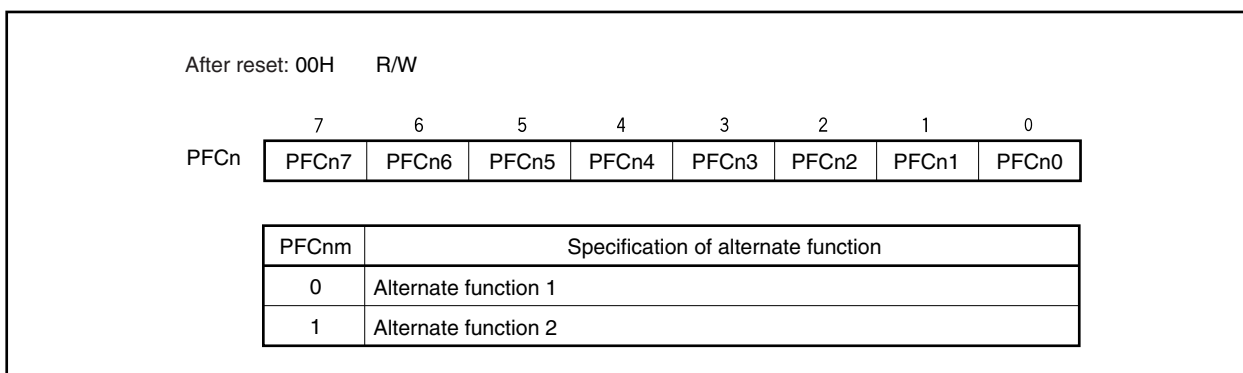 After reset: 00H R/W
7 6 5 4 3 2 1 0
PFCn PFCn7 PFCn6 PFCn5 PFCn4 PFCn3 PFCn2 PFCn1 PFCn0
PFCnm Specification of alternate function
0 Alternate function 1
1 Alternate function 2